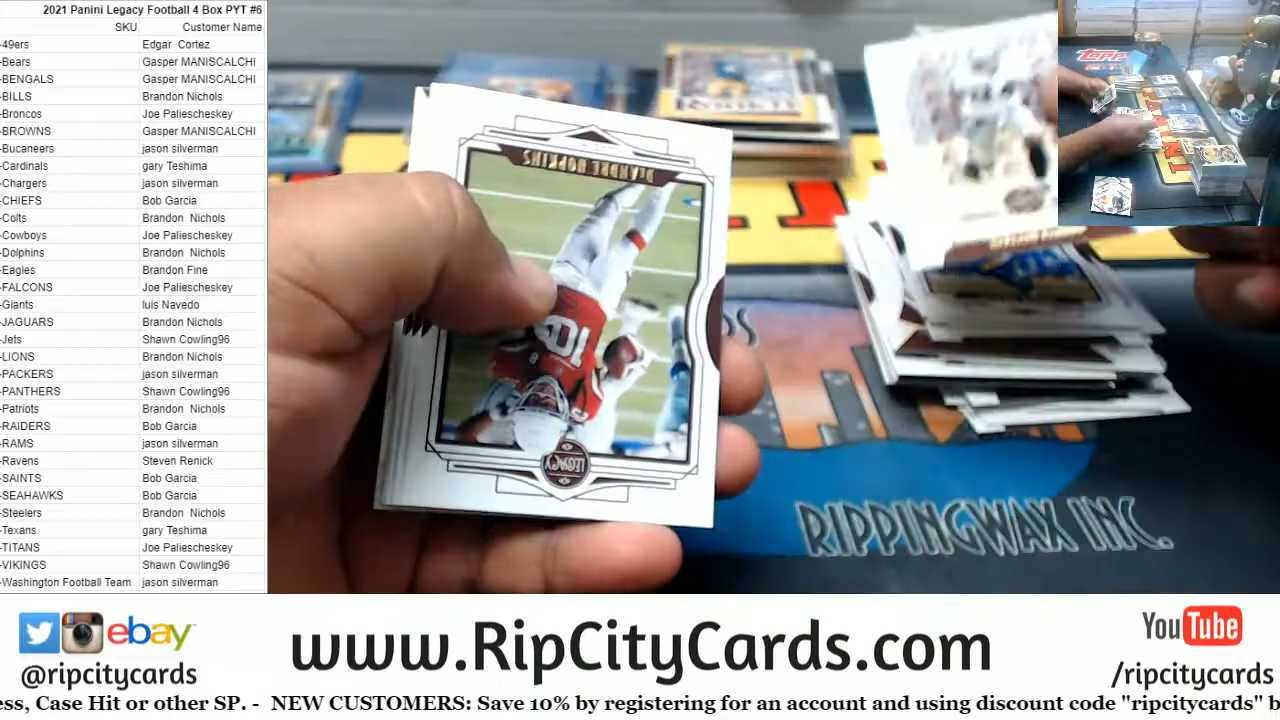 2021 Panini Legacy Football 4 Box PYT #6
SKU Customer Name
-49ers Edgar Cortez
-Bears Gasper MANISCALCHI
-BENGALS Gasper MANISCALCHI
-BILLS Brandon Nichols
-Broncos Joe Paliescheskey
-BROWNS Gasper MANISCALCHI
-Bucaneers jason silverman
-Cardinals gary Teshima
-Chargers jason silverman
-CHIEFS Bob Garcia
-Colts Brandon Nichols
-Cowboys Joe Paliescheskey
-Dolphins Brandon Nichols
-Eagles Brandon Fine
-FALCONS Joe Paliescheskey
-Giants luis Navedo
-JAGUARS Brandon Nichols
-Jets Shawn Cowling96
-LIONS Brandon Nichols
-PACKERS jason silverman
-PANTHERS Shawn Cowling96
-Patriots Brandon Nichols
-RAIDERS Bob Garcia
-RAMS jason silverman
-Ravens Steven Renick
-SAINTS Bob Garcia
-SEAHAWKS Bob Garcia
-Steelers Brandon Nichols
-Texans gary Teshima
-TITANS Joe Paliescheskey
-VIKINGS Shawn Cowling96
-Washington Football Team jason silverman
DEANDRE HOPKINS
10
LEGACY
ROOKIE
Topps
RIPPINGWAX INC.
ebay
@ripcitycards
www.RipCityCards.com
YouTube
/ripcitycards
ess, Case Hit or other SP. - NEW CUSTOMERS: Save 10% by registering for an account and using discount code "ripcitycards" b